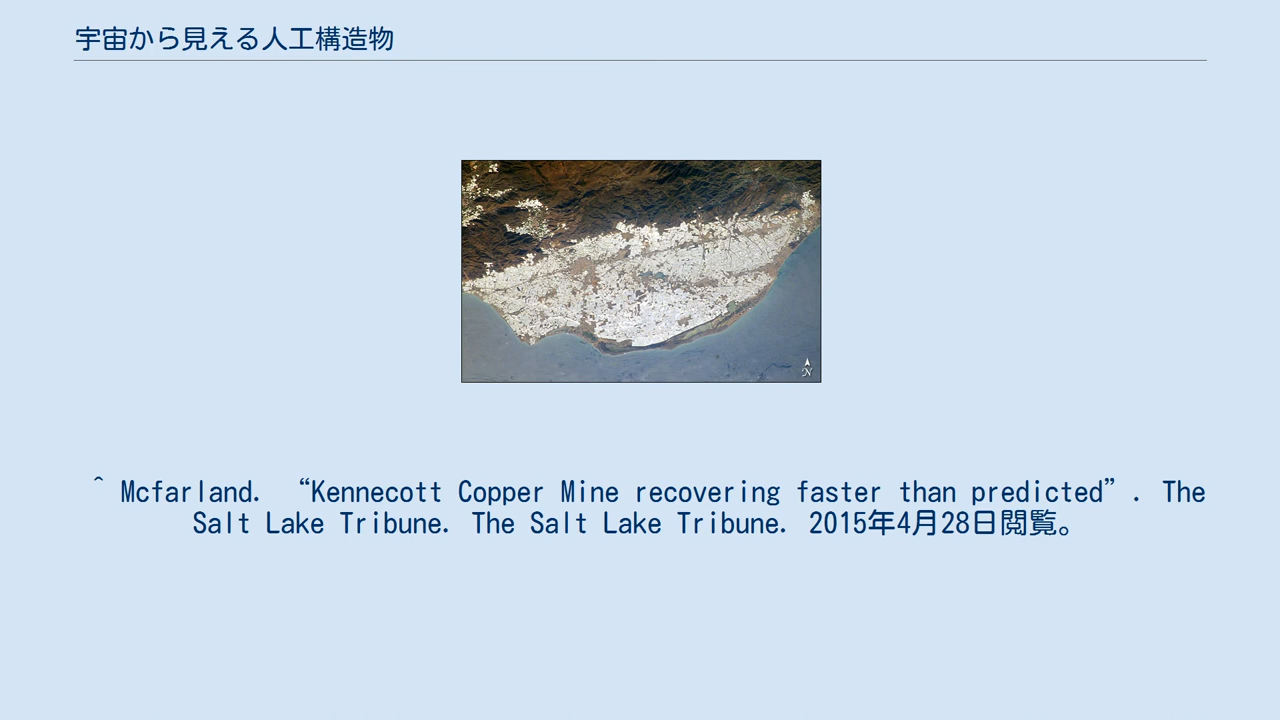 宇宙から見える人工構造物
N
^ Mcfarland. “Kennecott Copper Mine recovering faster than predicted”. The
Salt Lake Tribune. The Salt Lake Tribune. 2015年4月28日閲覧。